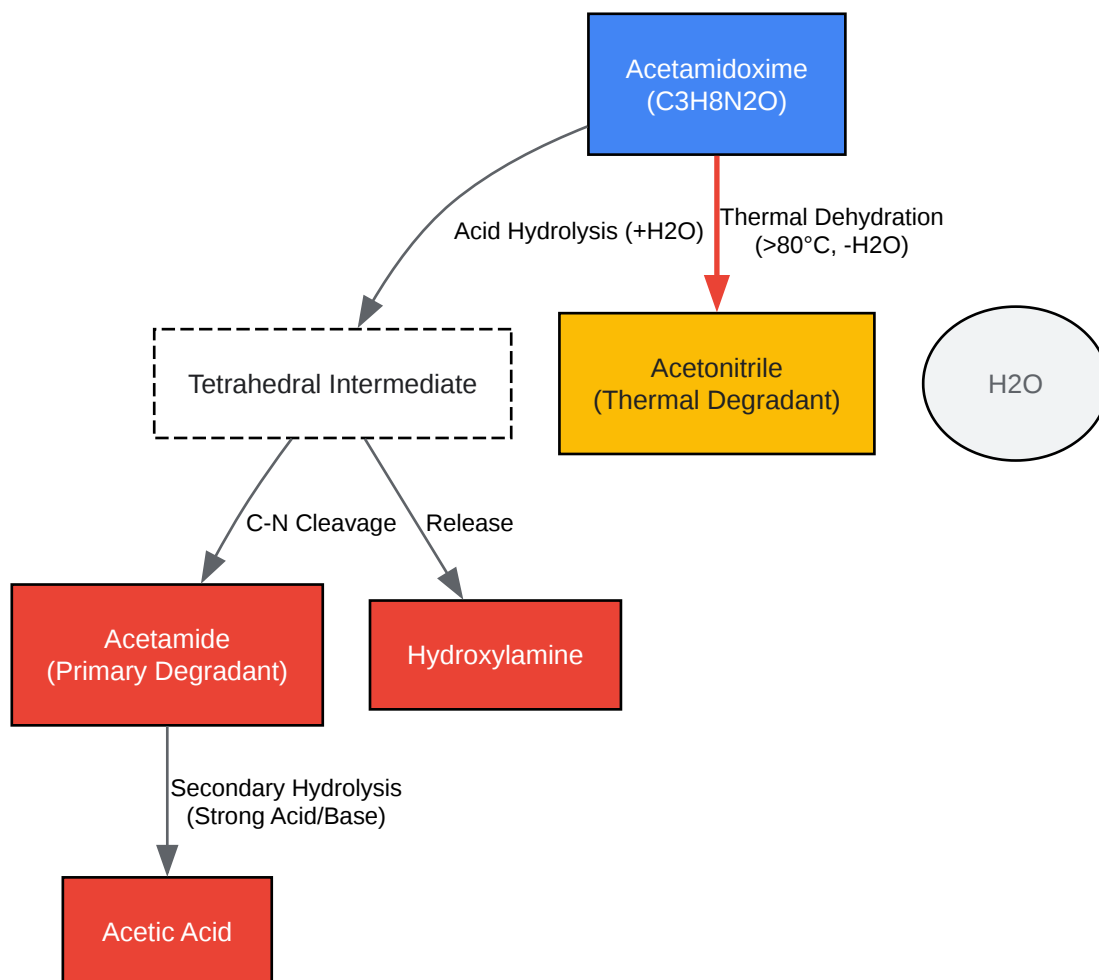 Acetamidoxime
(C3H8N2O)
Acid Hydrolysis (+H2O)
Thermal Dehydration
(>80°C, -H2O)
Tetrahedral Intermediate
Acetonitrile
(Thermal Degradant)
H2O
C-N Cleavage
Release
Acetamide
(Primary Degradant)
Hydroxylamine
Secondary Hydrolysis
(Strong Acid/Base)
Acetic Acid